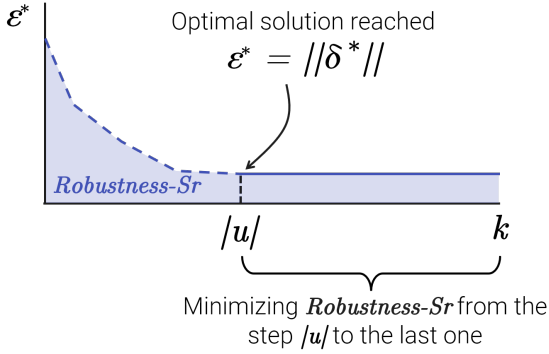 ε*
Optimal solution reached
ε* = ||δ*||
Robustness-Sr
|u|
k
Minimizing Robustness-Sr from the
step |u| to the last one